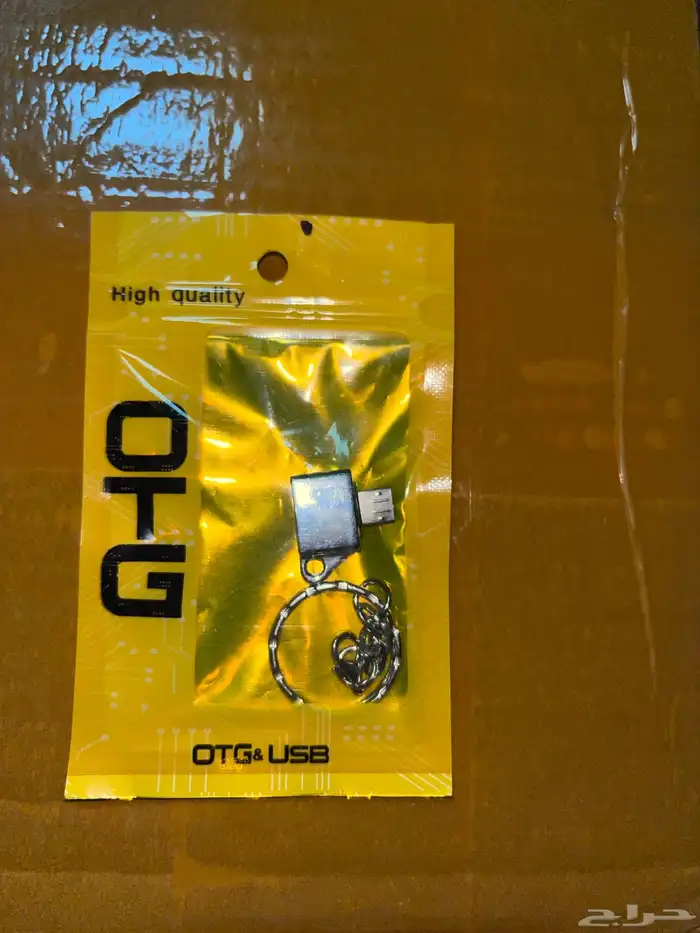 High quality
OTG
OTG & USB
حراج